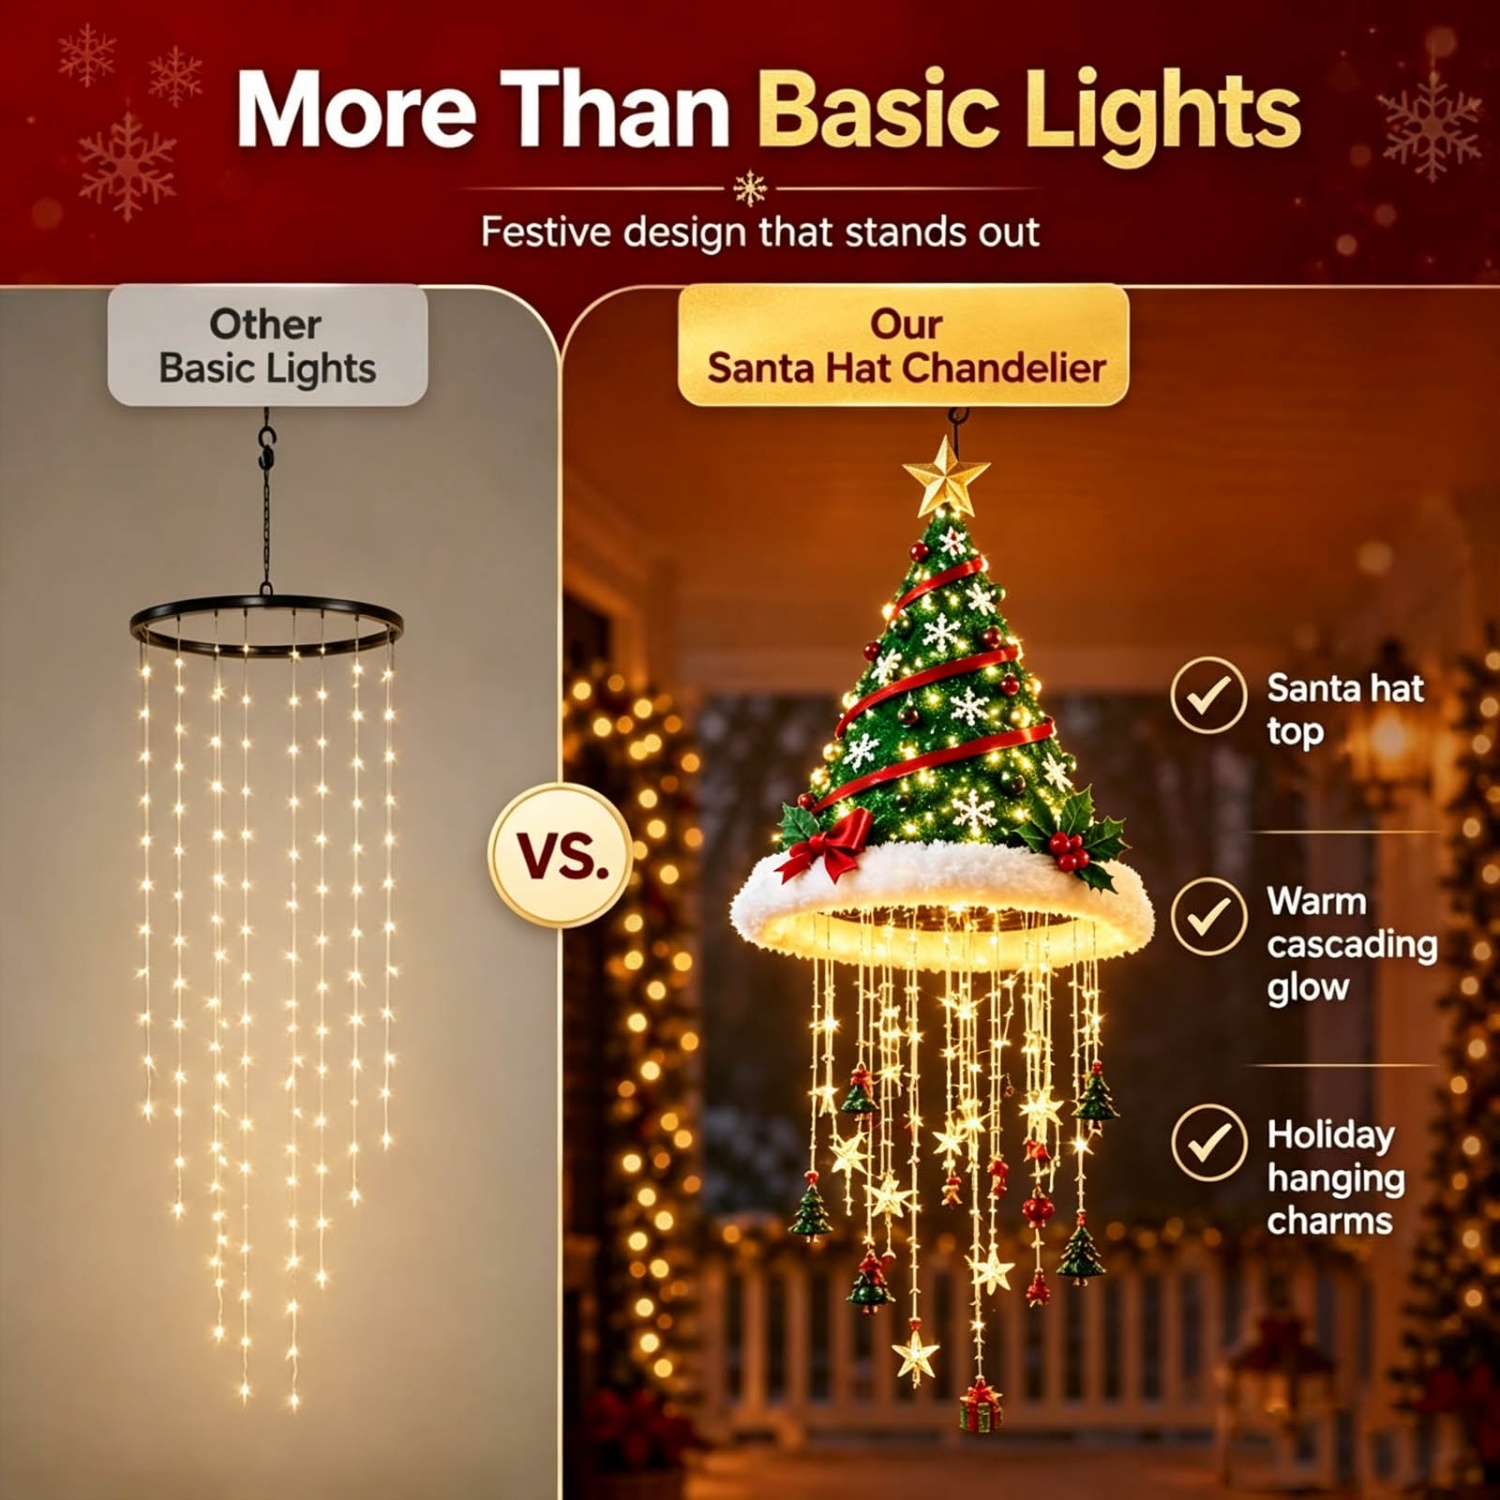 More Than Basic Lights
Festive design that stands out
Other
Basic Lights
Our
Santa Hat Chandelier
VS.
Santa hat
top
Warm
cascading
glow
Holiday
hanging
charms